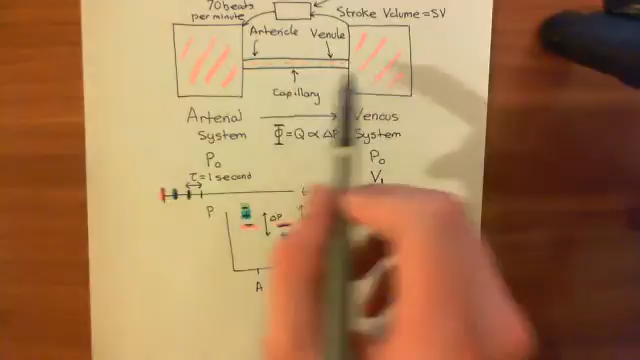 70 beats
per minute
Stroke Volume = SV
Arteriole
Venule
Capillary
Arterial
System
Φ = Q ∝ ΔP
Venous
System
P₀
P₀
V₁
τ = 1 second
P
ΔP
A